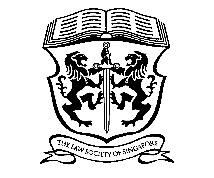 THE LAW SOCIETY OF SINGAPORE